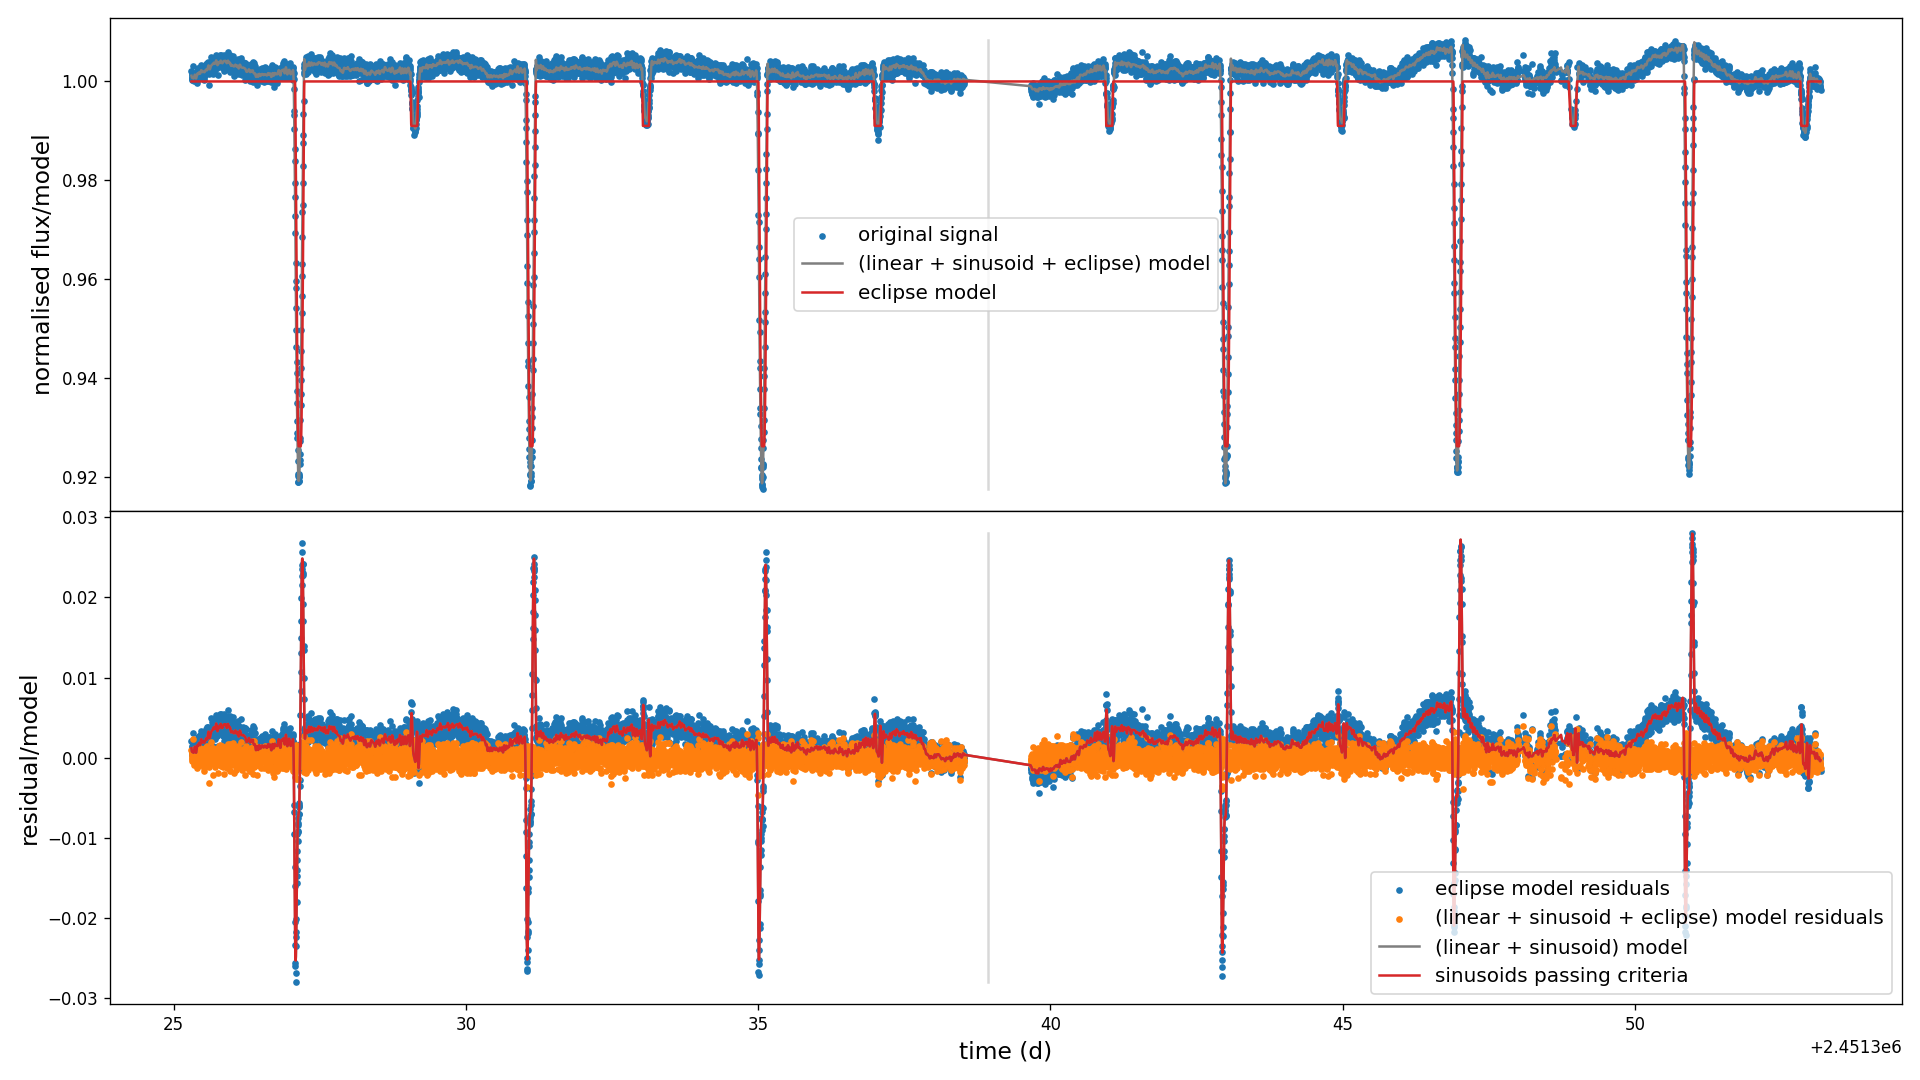 1.00
0.98
0.96
0.94
0.92
normalised flux/model
original signal
(linear + sinusoid + eclipse) model
eclipse model
0.03
0.02
0.01
0.00
−0.01
−0.02
−0.03
residual/model
eclipse model residuals
(linear + sinusoid + eclipse) model residuals
(linear + sinusoid) model
sinusoids passing criteria
25
30
35
40
45
50
time (d)
+2.4513e6